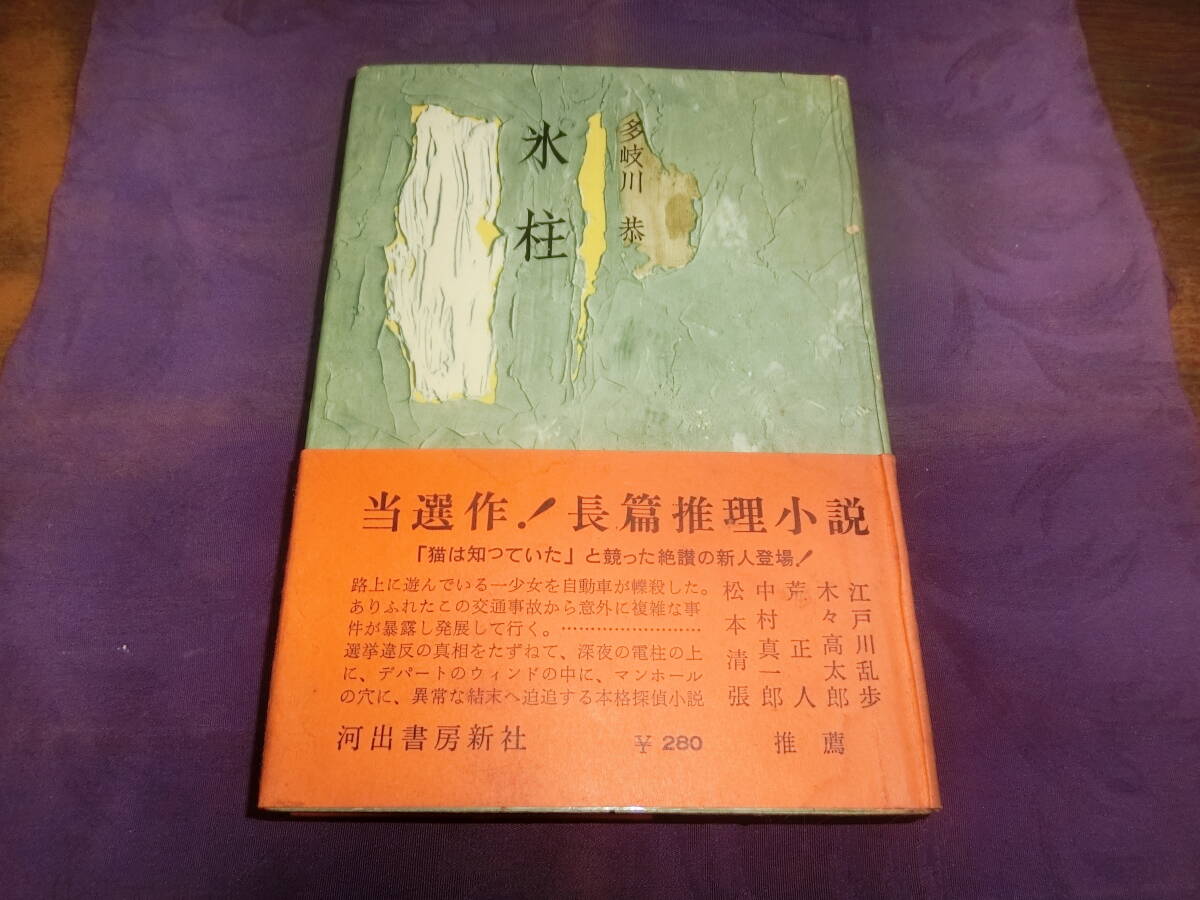 多岐川 恭
氷柱
当選作！長篇推理小説
「猫は知つていた」と競った絶讃の新人登場！
路上に遊んでいる一少女を自動車が轢殺した。
ありふれたこの交通事故から意外に複雑な事
件が暴露し発展して行く。……………………
選挙違反の真相をたずねて、深夜の電柱の上
に、デパートのウィンドの中に、マンホール
の穴に、異常な結末へ迫追する本格探偵小説
江戸川乱歩
木々高太郎
荒正人
中村真一郎
松本清張
推薦
河出書房新社
￥280